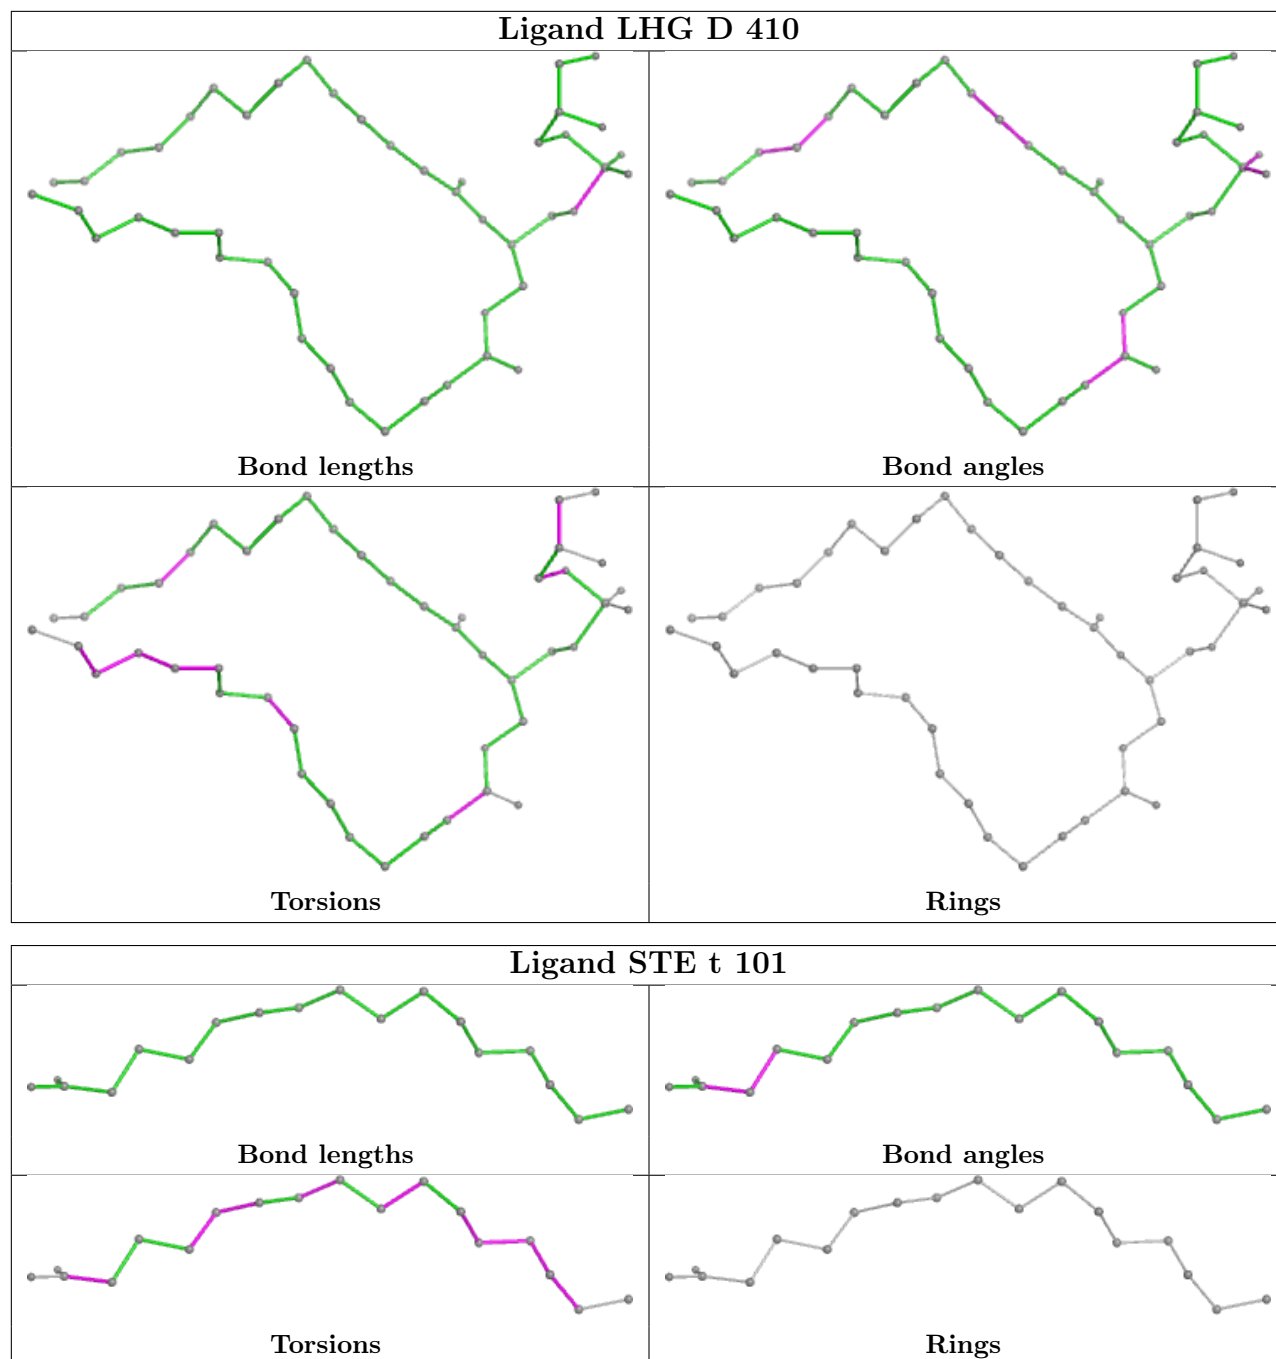 Ligand LHG D 410
Bond lengths
Bond angles
Torsions
Rings
Ligand STE t 101
Bond lengths
Bond angles
Torsions
Rings